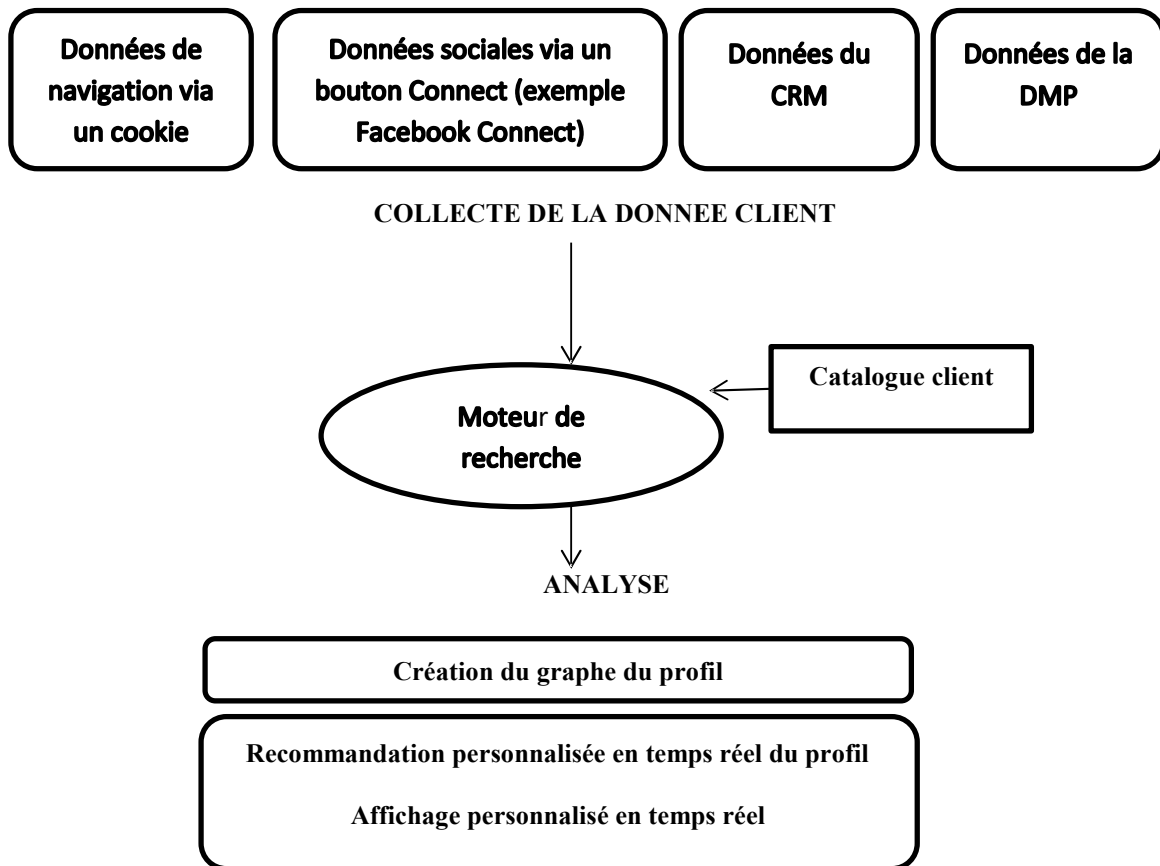 Données de
navigation via
un cookie
Données sociales via un
bouton Connect (exemple
Facebook Connect)
Données du
CRM
Données de la
DMP
COLLECTE DE LA DONNEE CLIENT
Catalogue client
Moteur de
recherche
ANALYSE
Création du graphe du profil
Recommandation personnalisée en temps réel du profil
Affichage personnalisé en temps réel